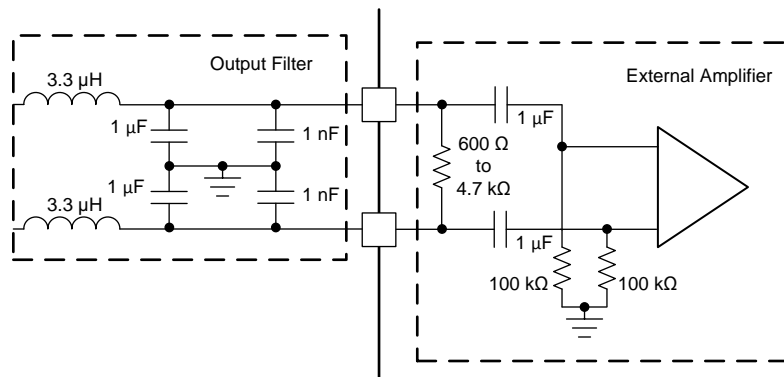 Output Filter
3.3 µH
1 µF
1 nF
1 µF
1 nF
3.3 µH
External Amplifier
1 µF
600 Ω
to
4.7 kΩ
1 µF
100 kΩ
100 kΩ